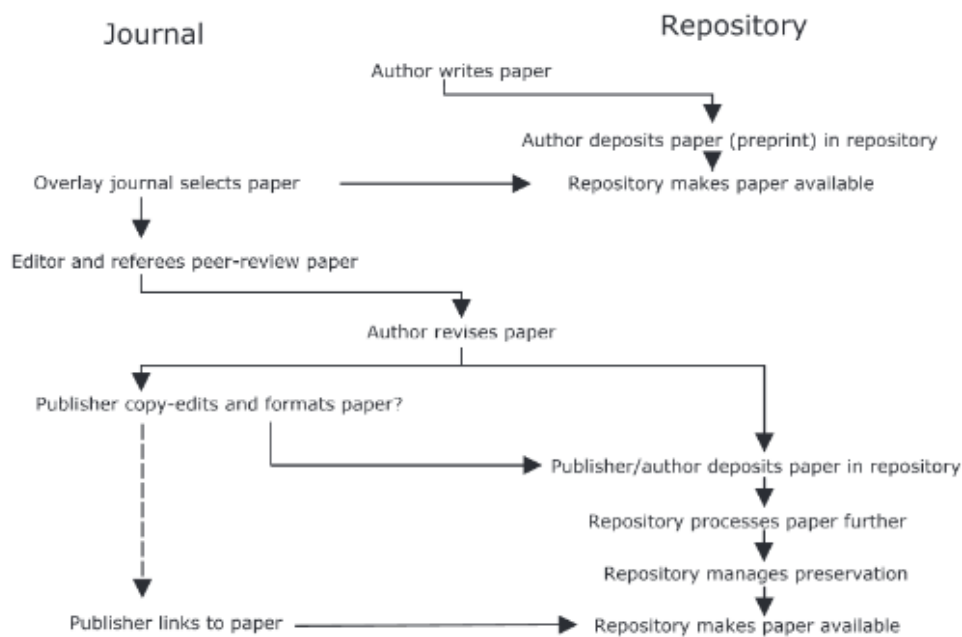 Journal
Repository
Author writes paper
Author deposits paper (preprint) in repository
Overlay journal selects paper
Repository makes paper available
Editor and referees peer-review paper
Author revises paper
Publisher copy-edits and formats paper?
Publisher/author deposits paper in repository
Repository processes paper further
Repository manages preservation
Publisher links to paper
Repository makes paper available